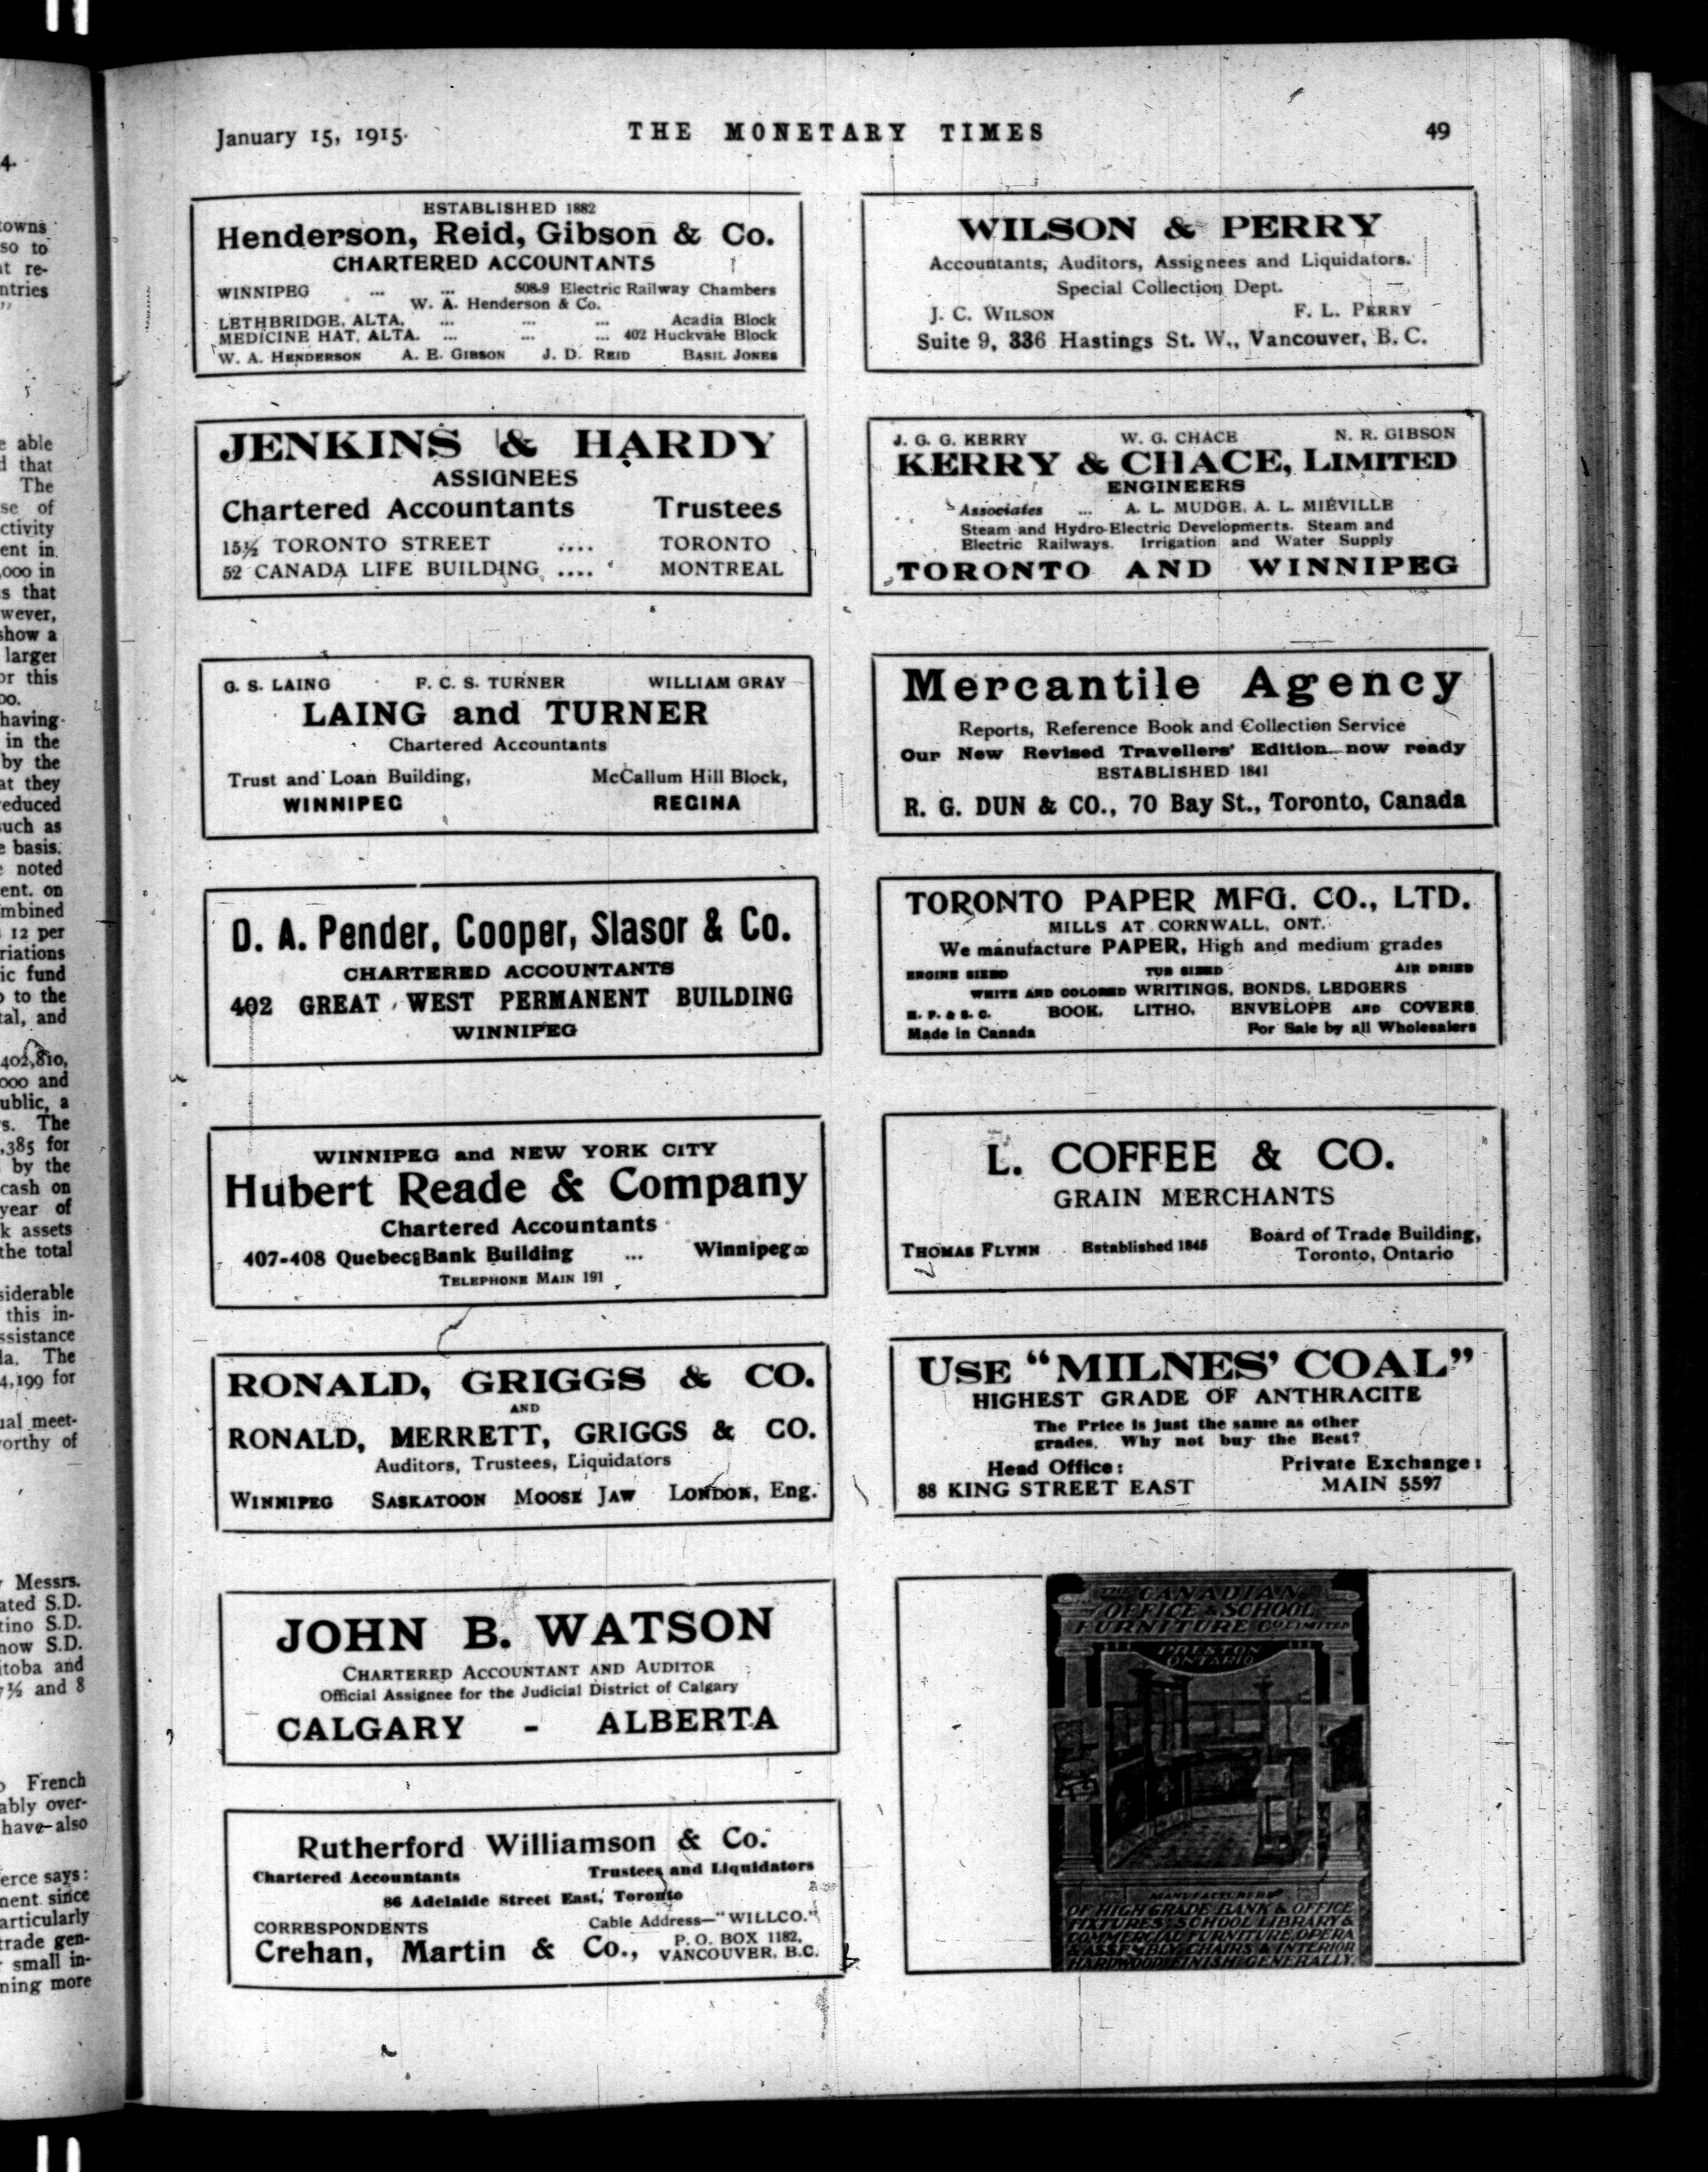 January 15, 1915.
THE MONETARY TIMES
49
ESTABLISHED 1882
Henderson, Reid, Gibson & Co.
CHARTERED ACCOUNTANTS
WINNIPEG ... ... 508-9 Electric Railway Chambers
W. A. Henderson & Co.
LETHBRIDGE, ALTA. ... ... ... Acadia Block
MEDICINE HAT, ALTA. ... ... ... 402 Huckvale Block
W. A. HENDERSON A. E. GIBSON J. D. REID BASIL JONES
JENKINS & HARDY
ASSIGNEES
Chartered Accountants Trustees
15½ TORONTO STREET .... TORONTO
52 CANADA LIFE BUILDING .... MONTREAL
G. S. LAING F. C. S. TURNER WILLIAM GRAY
LAING and TURNER
Chartered Accountants
Trust and Loan Building, McCallum Hill Block,
WINNIPEG REGINA
D. A. Pender, Cooper, Slasor & Co.
CHARTERED ACCOUNTANTS
402 GREAT WEST PERMANENT BUILDING
WINNIPEG
WINNIPEG and NEW YORK CITY
Hubert Reade & Company
Chartered Accountants
407-408 Quebec Bank Building ... Winnipeg
TELEPHONE MAIN 191
RONALD, GRIGGS & CO.
AND
RONALD, MERRETT, GRIGGS & CO.
Auditors, Trustees, Liquidators
WINNIPEG SASKATOON MOOSE JAW LONDON, Eng.
JOHN B. WATSON
CHARTERED ACCOUNTANT AND AUDITOR
Official Assignee for the Judicial District of Calgary
CALGARY - ALBERTA
Rutherford Williamson & Co.
Chartered Accountants Trustees and Liquidators
86 Adelaide Street East, Toronto
CORRESPONDENTS Cable Address—"WILLCO."
Crehan, Martin & Co., P. O. BOX 1182,
VANCOUVER, B.C.
WILSON & PERRY
Accountants, Auditors, Assignees and Liquidators.
Special Collection Dept.
J. C. WILSON F. L. PERRY
Suite 9, 336 Hastings St. W., Vancouver, B. C.
J. G. G. KERRY W. G. CHACE N. R. GIBSON
KERRY & CHACE, LIMITED
ENGINEERS
Associates ... A. L. MUDGE, A. L. MIÉVILLE
Steam and Hydro-Electric Developments. Steam and
Electric Railways. Irrigation and Water Supply
TORONTO AND WINNIPEG
Mercantile Agency
Reports, Reference Book and Collection Service
Our New Revised Travellers' Edition now ready
ESTABLISHED 1841
R. G. DUN & CO., 70 Bay St., Toronto, Canada
TORONTO PAPER MFG. CO., LTD.
MILLS AT CORNWALL, ONT.
We manufacture PAPER, High and medium grades
ENGINE SIZED TUB SIZED AIR DRIED
WHITE AND COLORED WRITINGS, BONDS, LEDGERS
M. F. & S. C. BOOK, LITHO, ENVELOPE AND COVERS
Made in Canada For Sale by all Wholesalers
L. COFFEE & CO.
GRAIN MERCHANTS
THOMAS FLYNN Established 1845 Board of Trade Building,
Toronto, Ontario
USE "MILNES' COAL"
HIGHEST GRADE OF ANTHRACITE
The Price is just the same as other
grades. Why not buy the Best?
Head Office: Private Exchange:
88 KING STREET EAST MAIN 5597
THE CANADIAN
OFFICE & SCHOOL
FURNITURE CO. LIMITED
PRESTON
ONTARIO
MANUFACTURERS
OF HIGH GRADE BANK & OFFICE
FIXTURES, SCHOOL, LIBRARY &
COMMERCIAL FURNITURE, OPERA
& ASSEMBLY CHAIRS & INTERIOR
HARDWOOD FINISH GENERALLY.